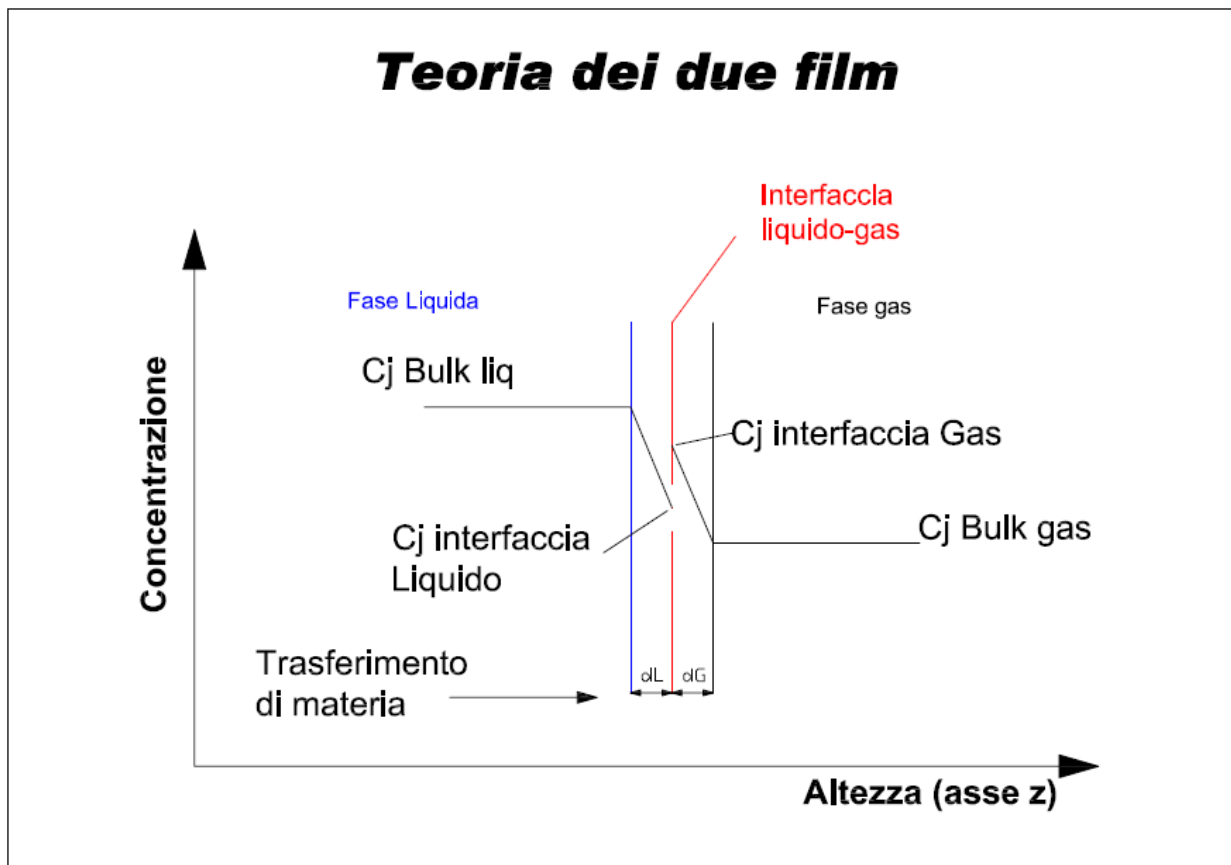 Teoria dei due film
Interfaccia
liquido-gas
Fase Liquida
Fase gas
Cj Bulk liq
Cj interfaccia Gas
Cj interfaccia
Liquido
Cj Bulk gas
Trasferimento
di materia
dL
dG
Concentrazione
Altezza (asse z)